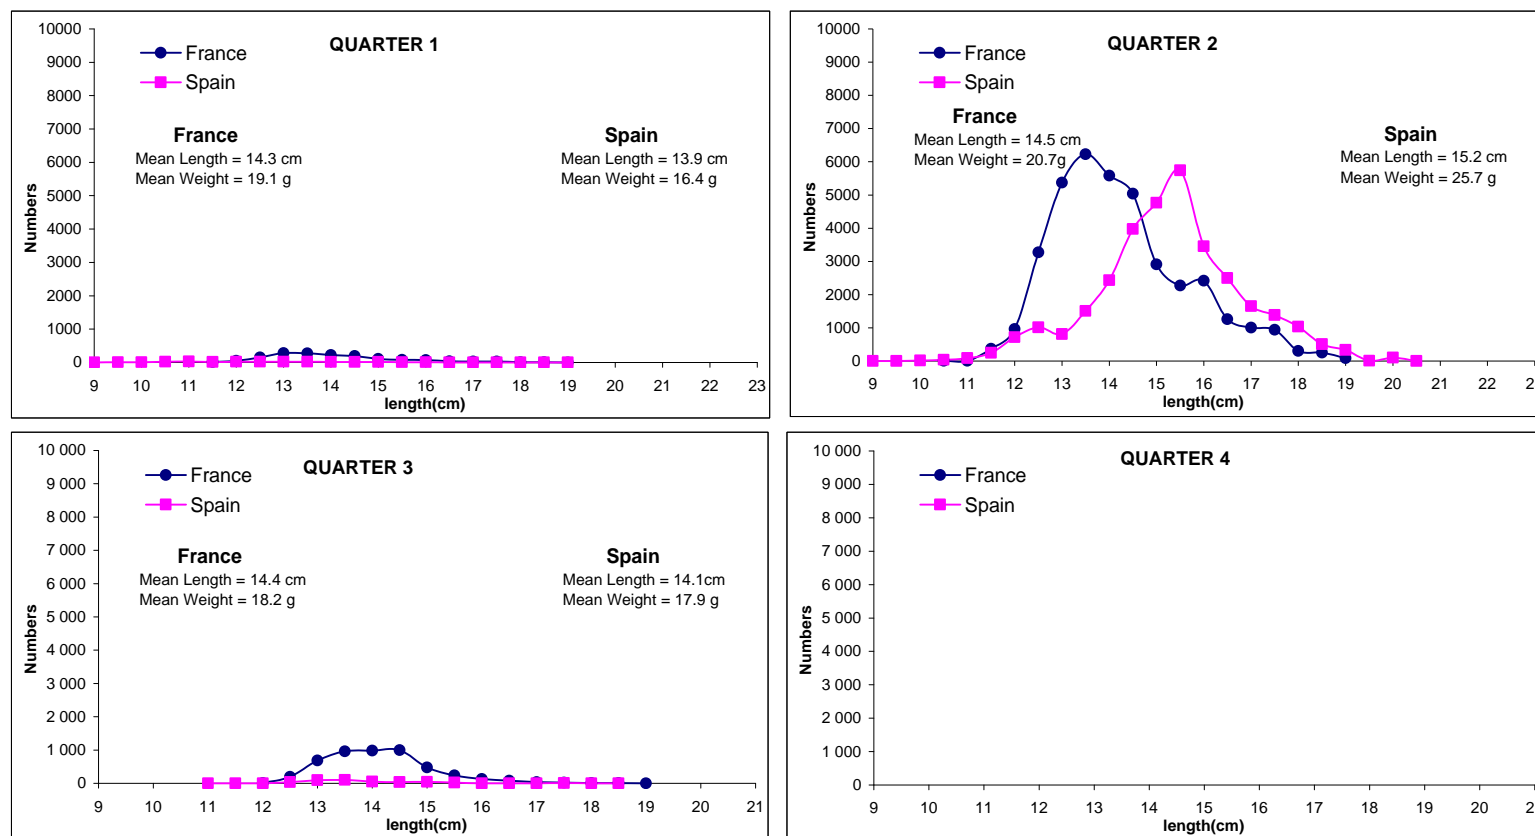 QUARTER 1
France
Spain
France
Mean Length = 14.3 cm
Mean Weight = 19.1 g
Spain
Mean Length = 13.9 cm
Mean Weight = 16.4 g
Numbers
10000
9000
8000
7000
6000
5000
4000
3000
2000
1000
0
9 10 11 12 13 14 15 16 17 18 19 20 21 22 23
length(cm)
QUARTER 2
France
Spain
France
Mean Length = 14.5 cm
Mean Weight = 20.7g
Spain
Mean Length = 15.2 cm
Mean Weight = 25.7 g
Numbers
10000
9000
8000
7000
6000
5000
4000
3000
2000
1000
0
9 10 11 12 13 14 15 16 17 18 19 20 21 22
length(cm)
QUARTER 3
France
Spain
France
Mean Length = 14.4 cm
Mean Weight = 18.2 g
Spain
Mean Length = 14.1cm
Mean Weight = 17.9 g
Numbers
10 000
9 000
8 000
7 000
6 000
5 000
4 000
3 000
2 000
1 000
0
9 10 11 12 13 14 15 16 17 18 19 20 21
length(cm)
QUARTER 4
France
Spain
Numbers
10 000
9 000
8 000
7 000
6 000
5 000
4 000
3 000
2 000
1 000
0
9 10 11 12 13 14 15 16 17 18 19 20
length(cm)